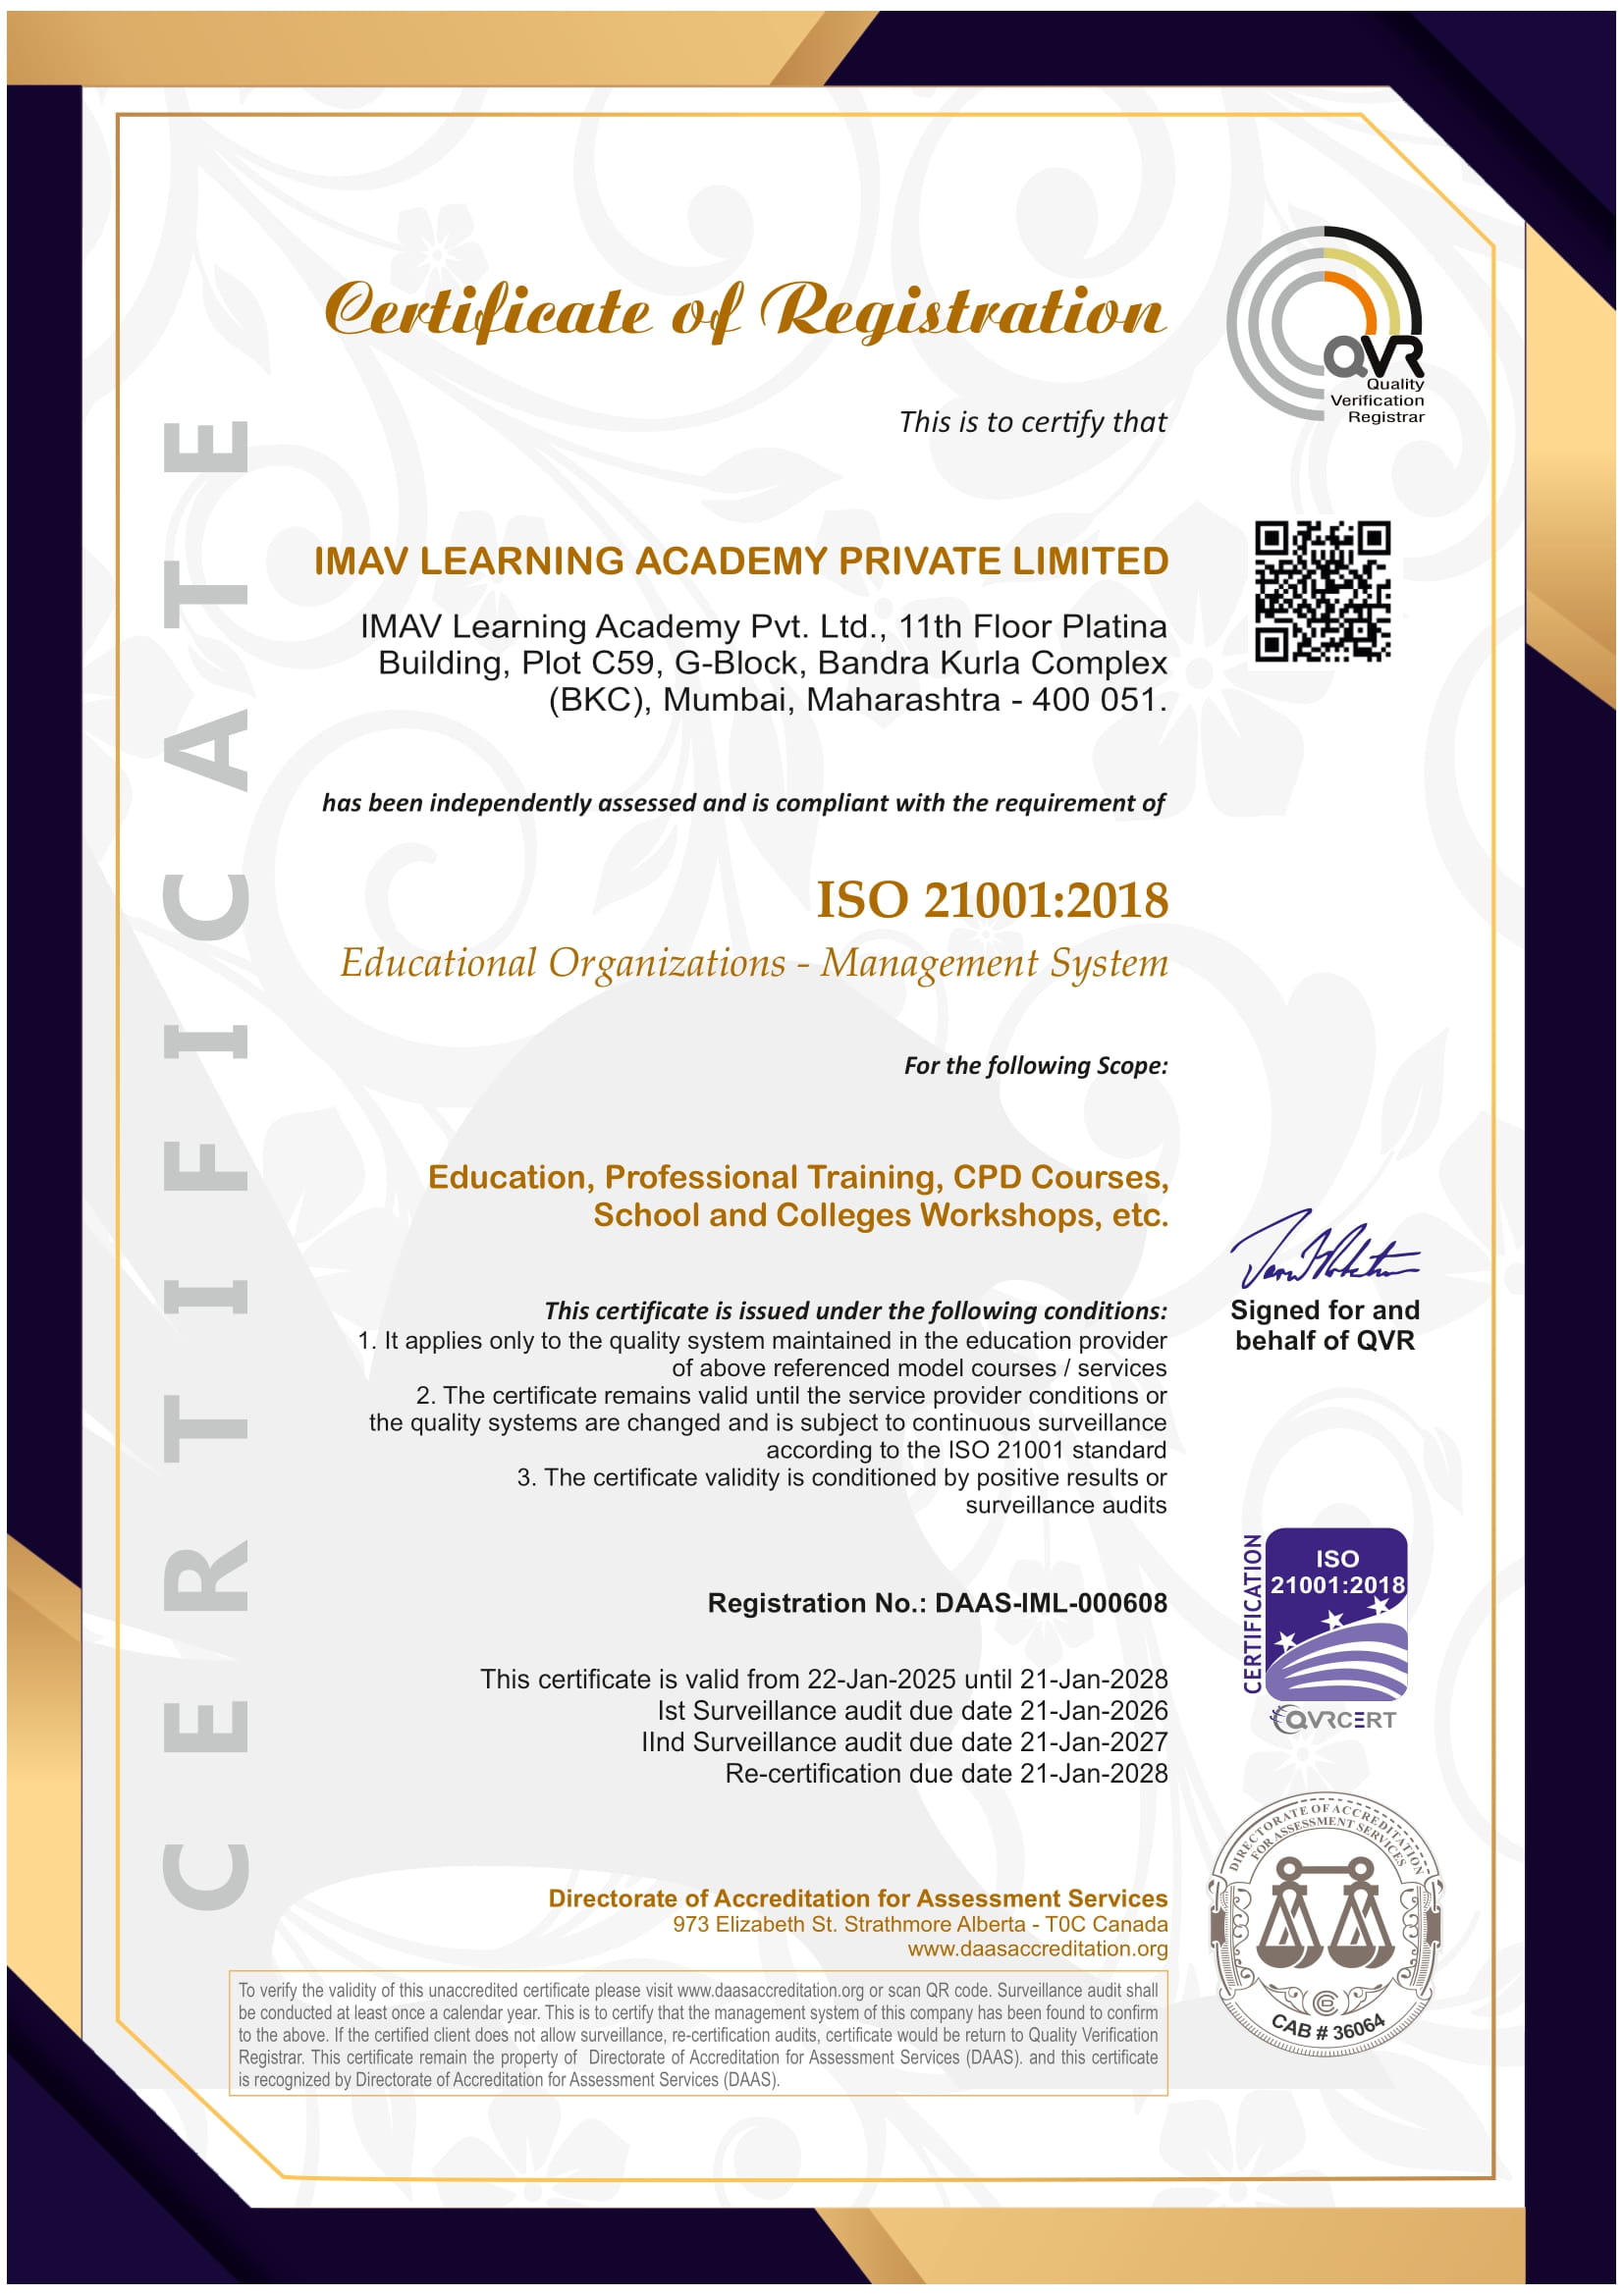 CERTIFICATE
Certificate of Registration
QVR
Quality
Verification
Registrar
This is to certify that
IMAV LEARNING ACADEMY PRIVATE LIMITED
IMAV Learning Academy Pvt. Ltd., 11th Floor Platina
Building, Plot C59, G-Block, Bandra Kurla Complex
(BKC), Mumbai, Maharashtra - 400 051.
has been independently assessed and is compliant with the requirement of
ISO 21001:2018
Educational Organizations - Management System
For the following Scope:
Education, Professional Training, CPD Courses,
School and Colleges Workshops, etc.
Signed for and
behalf of QVR
This certificate is issued under the following conditions:
1. It applies only to the quality system maintained in the education provider
of above referenced model courses / services
2. The certificate remains valid until the service provider conditions or
the quality systems are changed and is subject to continuous surveillance
according to the ISO 21001 standard
3. The certificate validity is conditioned by positive results or
surveillance audits
CERTIFICATION
ISO
21001:2018
QVRCERT
Registration No.: DAAS-IML-000608
This certificate is valid from 22-Jan-2025 until 21-Jan-2028
Ist Surveillance audit due date 21-Jan-2026
IInd Surveillance audit due date 21-Jan-2027
Re-certification due date 21-Jan-2028
DIRECTORATE OF ACCREDITATION
FOR ASSESSMENT SERVICES
CAB # 36064
Directorate of Accreditation for Assessment Services
973 Elizabeth St. Strathmore Alberta - T0C Canada
www.daasaccreditation.org
To verify the validity of this unaccredited certificate please visit www.daasaccreditation.org or scan QR code. Surveillance audit shall
be conducted at least once a calendar year. This is to certify that the management system of this company has been found to confirm
to the above. If the certified client does not allow surveillance, re-certification audits, certificate would be return to Quality Verification
Registrar. This certificate remain the property of Directorate of Accreditation for Assessment Services (DAAS). and this certificate
is recognized by Directorate of Accreditation for Assessment Services (DAAS).